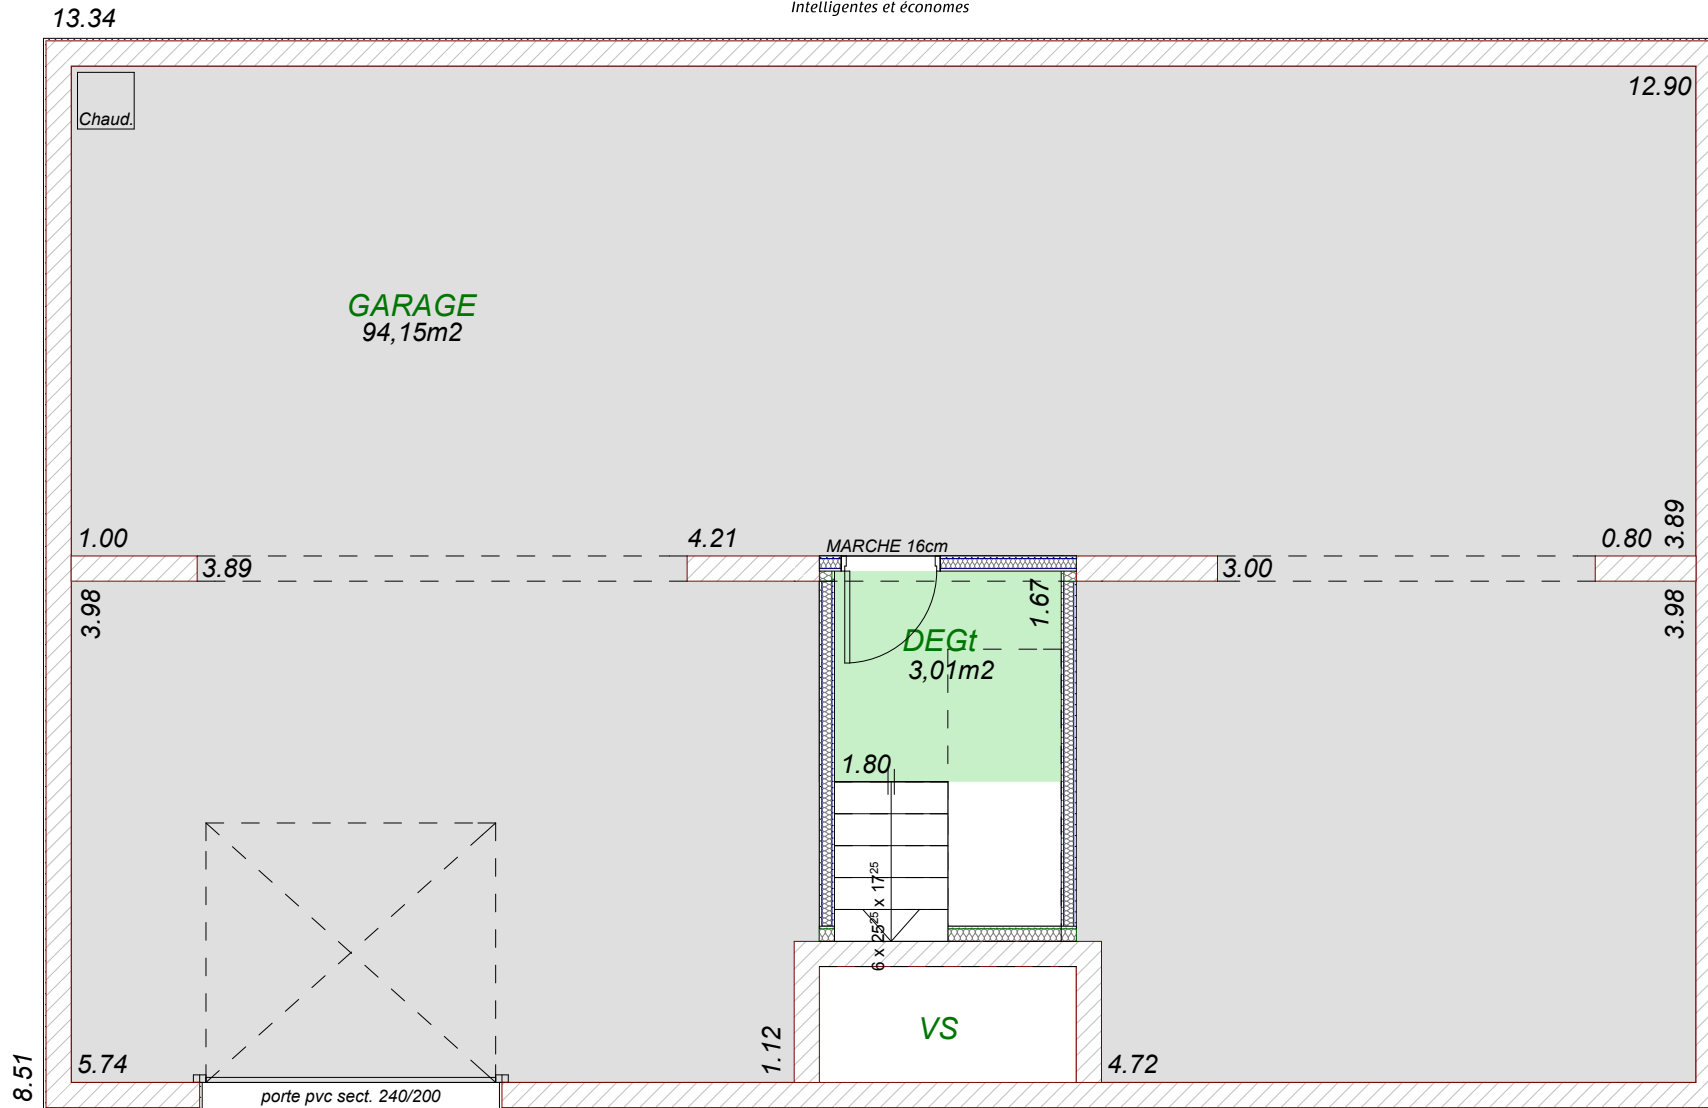 Intelligentes et économes
13.34
12.90
Chaud.
GARAGE
94,15m2
1.00
4.21
MARCHE 16cm
0.80
3.89
3.89
3.00
3.98
1.67
3.98
DEGt
3,01m2
1.80
6 x 25²⁵ x 17²⁵
VS
1.12
5.74
4.72
8.51
porte pvc sect. 240/200